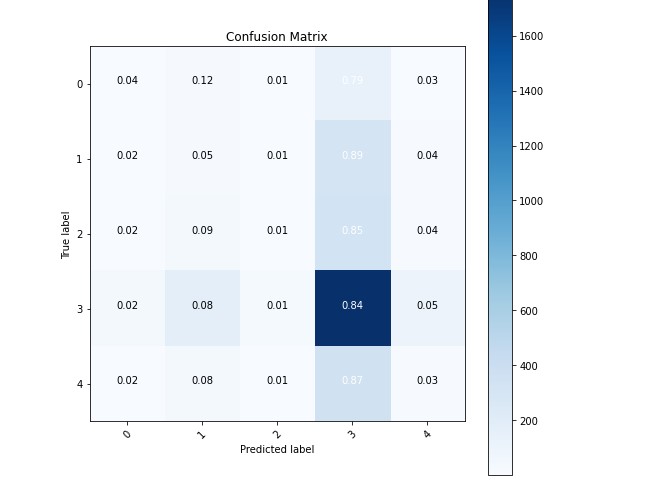 Confusion Matrix
0 0.04 0.12 0.01 0.79 0.03
1 0.02 0.05 0.01 0.89 0.04
2 0.02 0.09 0.01 0.85 0.04
3 0.02 0.08 0.01 0.84 0.05
4 0.02 0.08 0.01 0.87 0.03
0 1 2 3 4
True label
Predicted label
1600
1400
1200
1000
800
600
400
200